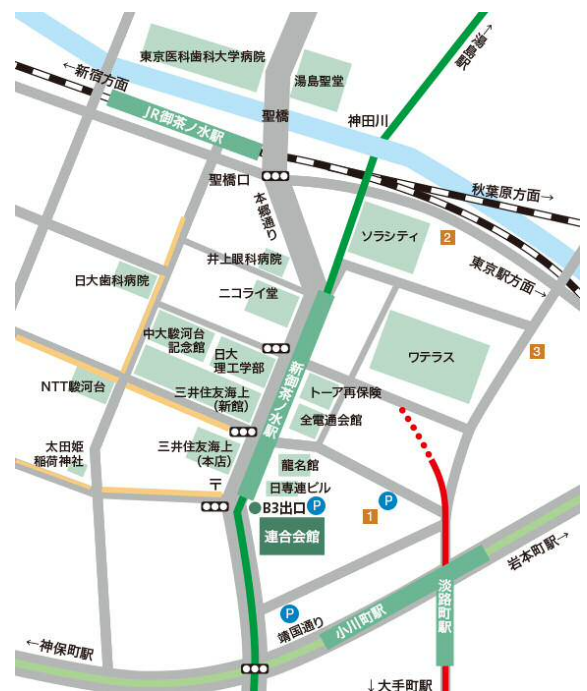 東京医科歯科大学病院
湯島聖堂
→湯島駅
←新宿方面
JR御茶ノ水駅
聖橋
神田川
聖橋口
本郷通り
秋葉原方面→
ソラシティ
2
東京駅方面→
井上眼科病院
日大歯科病院
ニコライ堂
中大駿河台
記念館
日大
理工学部
新御茶ノ水駅
ワテラス
3
NTT駿河台
三井住友海上
(新館)
トーア再保険
全電通会館
太田姫
稲荷神社
三井住友海上
(本店)
龍名館
〒
日専連ビル
B3出口
P
P
1
連合会館
岩本町駅→
淡路町駅
小川町駅
P
靖国通り
←神保町駅
↓大手町駅